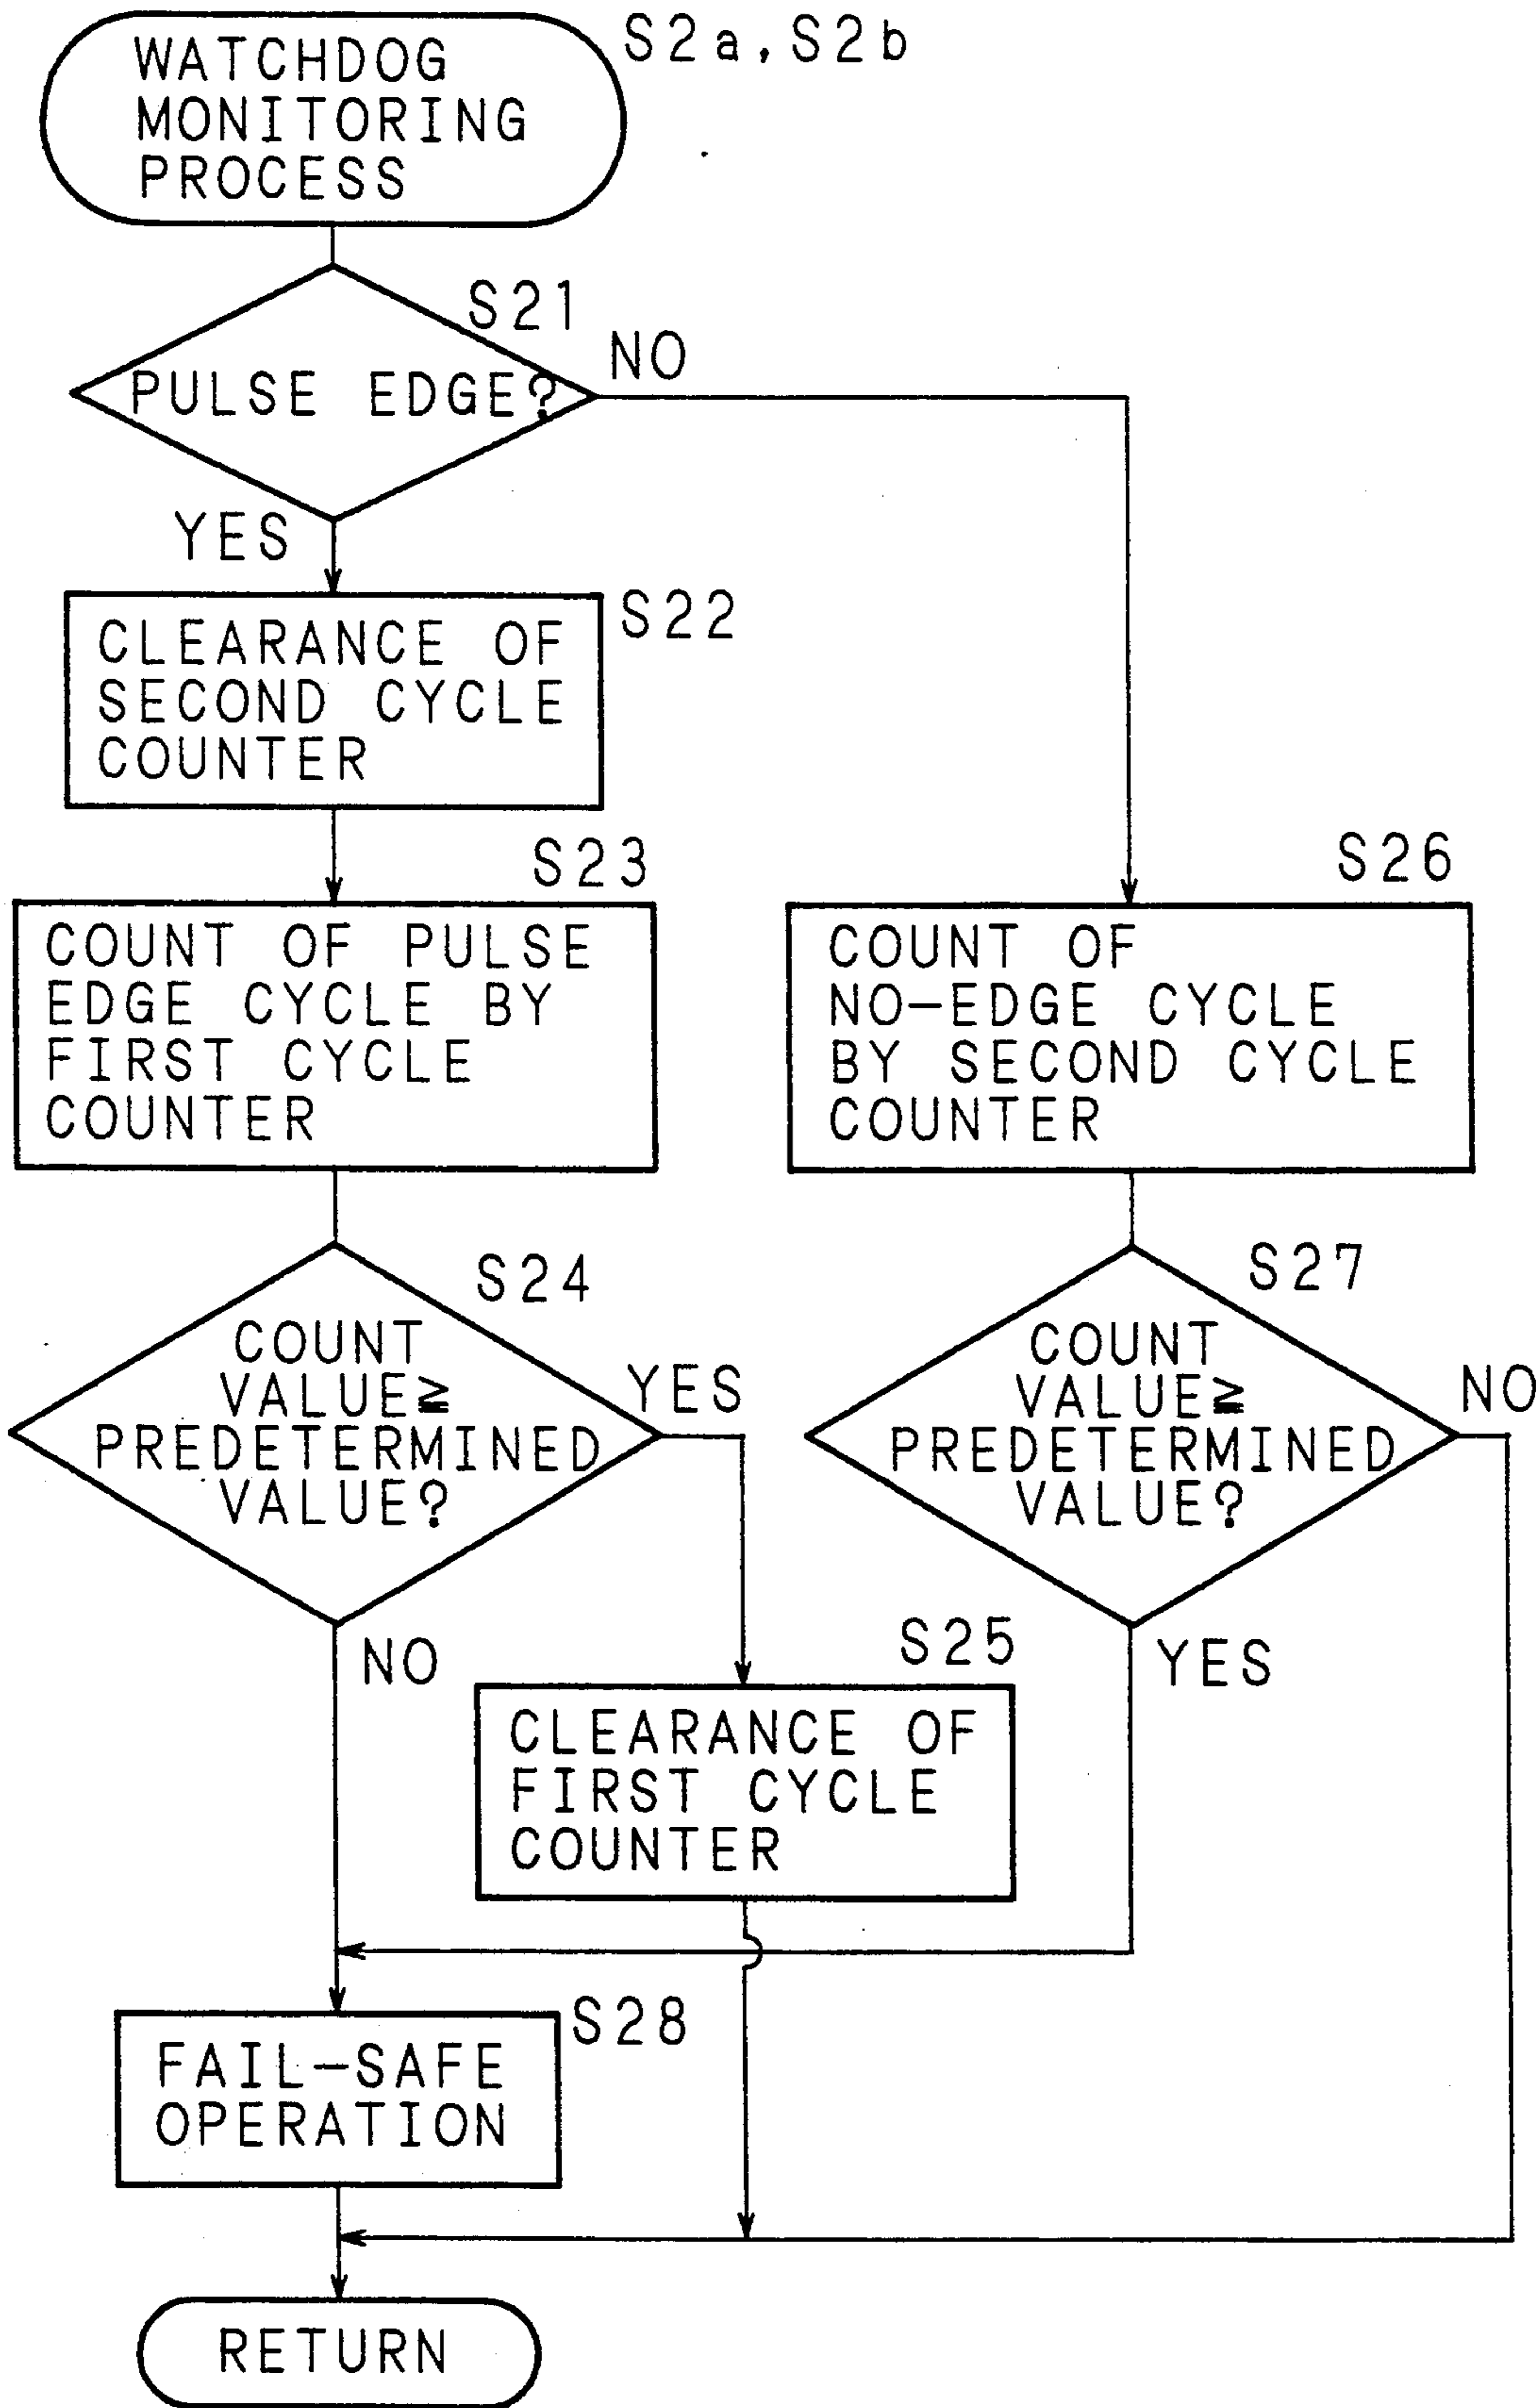 WATCHDOG
MONITORING
PROCESS
S2a, S2b
S21
PULSE EDGE?
NO
YES
S22
CLEARANCE OF
SECOND CYCLE
COUNTER
S23
COUNT OF PULSE
EDGE CYCLE BY
FIRST CYCLE
COUNTER
S26
COUNT OF
NO-EDGE CYCLE
BY SECOND CYCLE
COUNTER
S24
COUNT
VALUE≧
PREDETERMINED
VALUE?
YES
NO
S27
COUNT
VALUE≧
PREDETERMINED
VALUE?
NO
YES
S25
CLEARANCE OF
FIRST CYCLE
COUNTER
S28
FAIL-SAFE
OPERATION
RETURN